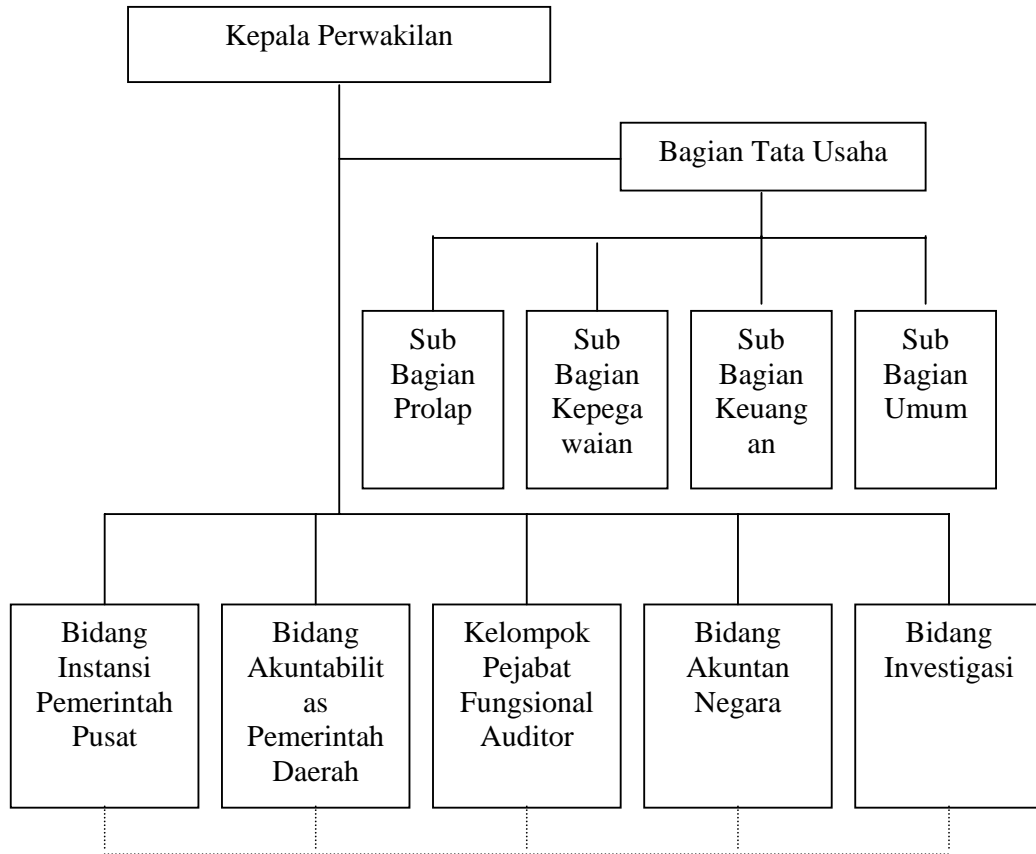 Kepala Perwakilan
Bagian Tata Usaha
Sub
Bagian
Prolap
Sub
Bagian
Kepega
waian
Sub
Bagian
Keuang
an
Sub
Bagian
Umum
Bidang
Instansi
Pemerintah
Pusat
Bidang
Akuntabilit
as
Pemerintah
Daerah
Kelompok
Pejabat
Fungsional
Auditor
Bidang
Akuntan
Negara
Bidang
Investigasi